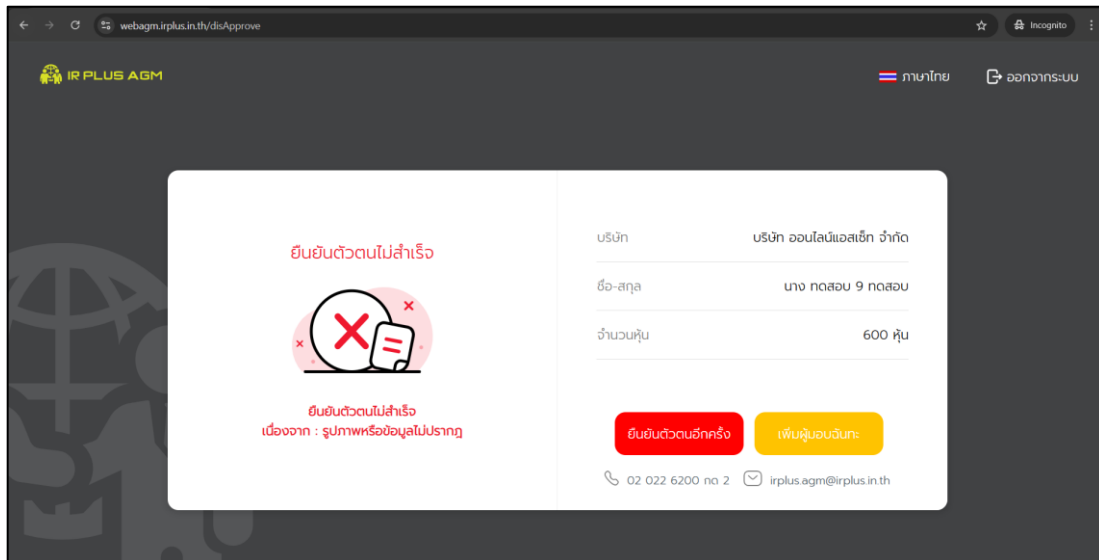 webagm.irplus.in.th/disApprove
Incognito
IR PLUS AGM
ภาษาไทย
ออกจากระบบ
ยืนยันตัวตนไม่สำเร็จ
ยืนยันตัวตนไม่สำเร็จ
เนื่องจาก : รูปภาพหรือข้อมูลไม่ปรากฎ
บริษัท บริษัท ออนไลน์แอสเซ็ท จำกัด
ชื่อ-สกุล นาง ทดสอบ 9 ทดสอบ
จำนวนหุ้น 600 หุ้น
ยืนยันตัวตนอีกครั้ง
เพิ่มผู้มอบฉันทะ
02 022 6200 กด 2 irplus.agm@irplus.in.th